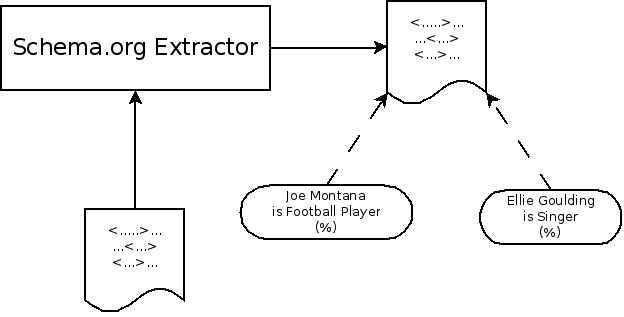 Schema.org Extractor
<.....>...
...<...>
<...>...
Joe Montana
is Football Player
(%)
Ellie Goulding
is Singer
(%)
<.....>...
...<...>
<...>...